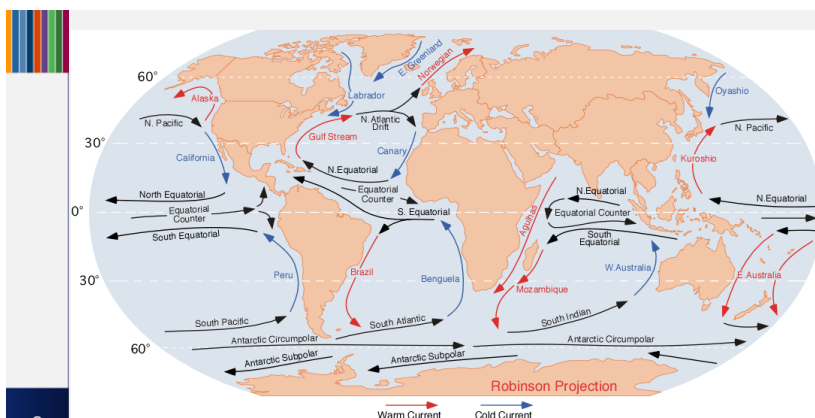 60°
Alaska
Labrador
E. Greenland
Norwegian
Oyashio
N. Pacific
N. Atlantic
Drift
N. Pacific
30°
Gulf Stream
California
Canary
Kuroshio
N.Equatorial
North Equatorial
Equatorial
Counter
N.Equatorial
N.Equatorial
0°
Equatorial
Counter
S. Equatorial
Agulhas
Equatorial Counter
South Equatorial
South
Equatorial
30°
Peru
Brazil
Benguela
Mozambique
W.Australia
E.Australia
South Pacific
South Atlantic
South Indian
60°
Antarctic Circumpolar
Antarctic Circumpolar
Antarctic Subpolar
Antarctic Subpolar
Robinson Projection
Warm Current
Cold Current